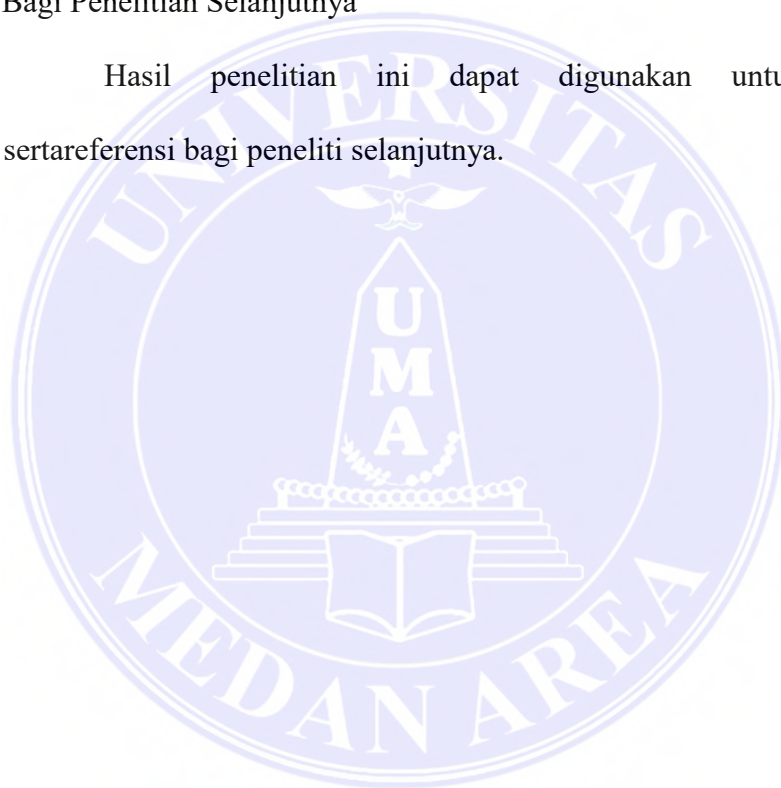 Bagi Penelitian Selanjutnya
Hasil penelitian ini dapat digunakan untu
sertareferensi bagi peneliti selanjutnya.
UNIVERSITAS
UMA
MEDAN AREA